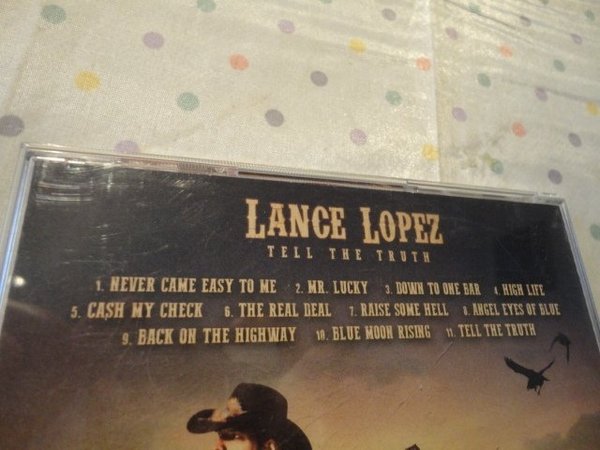 LANCE LOPEZ
TELL THE TRUTH
1. NEVER CAME EASY TO ME 2. MR. LUCKY 3. DOWN TO ONE BAR 4. HIGH LIFE
5. CASH MY CHECK 6. THE REAL DEAL 7. RAISE SOME HELL 8. ANGEL EYES OF BLUE
9. BACK ON THE HIGHWAY 10. BLUE MOON RISING 11. TELL THE TRUTH